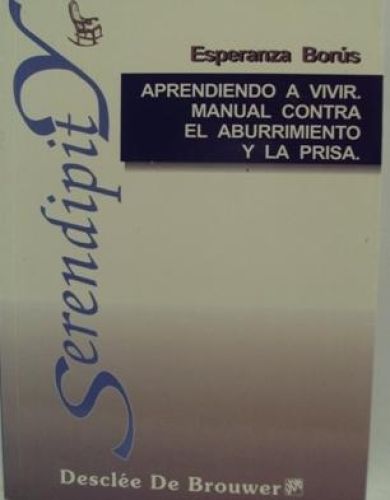 Esperanza Borús
APRENDIENDO A VIVIR.
MANUAL CONTRA
EL ABURRIMIENTO
Y LA PRISA.
Serendipity
Desclée De Brouwer